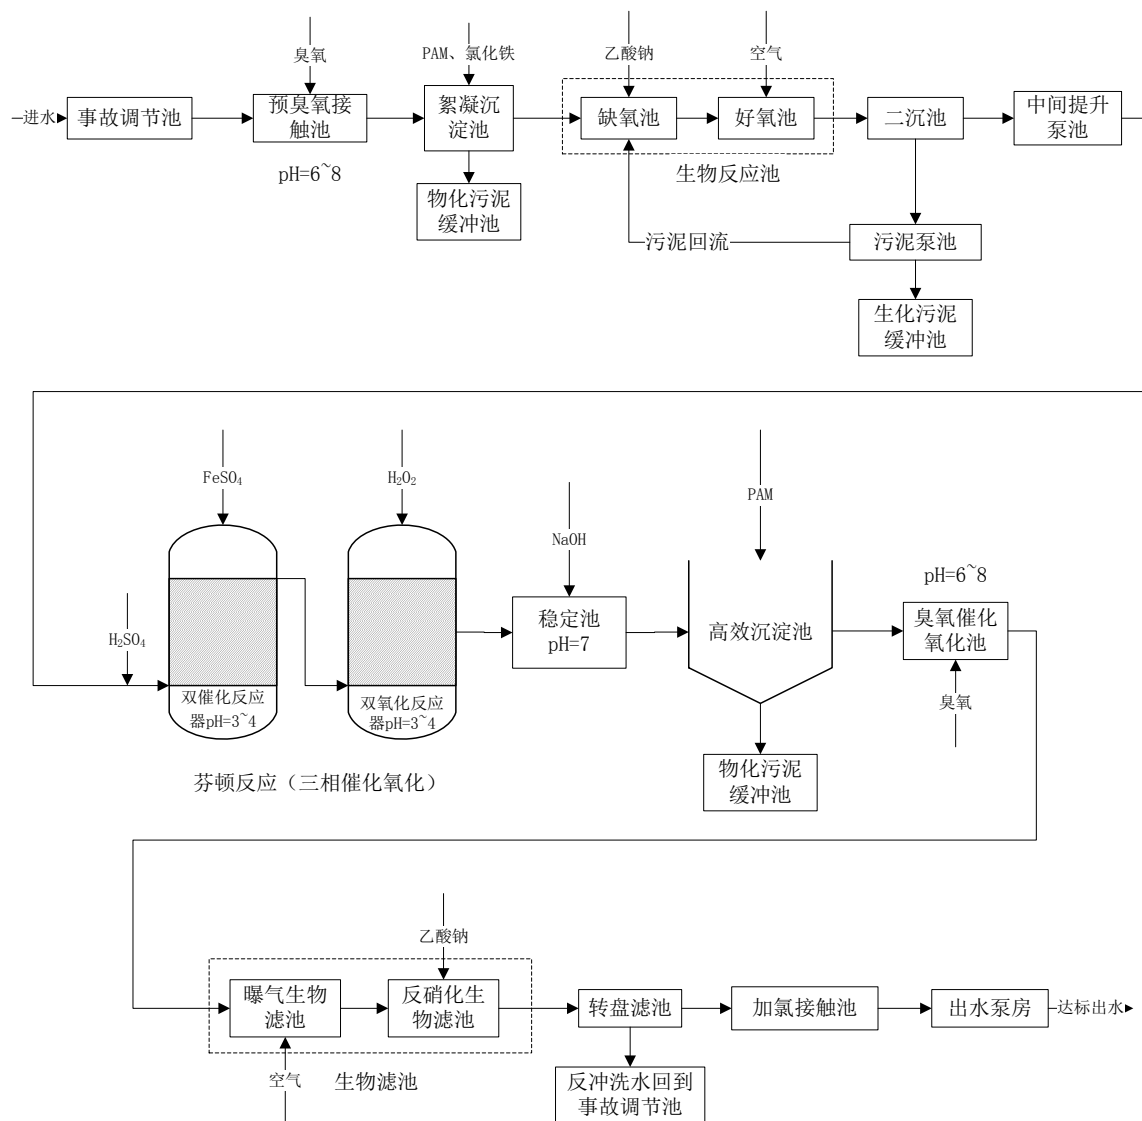 臭氧
PAM、氯化铁
乙酸钠
空气
进水
事故调节池
预臭氧接
触池
絮凝沉
淀池
缺氧池
好氧池
二沉池
中间提升
泵池
pH=6~8
生物反应池
物化污泥
缓冲池
污泥回流
污泥泵池
生化污泥
缓冲池
FeSO₄
H₂O₂
PAM
NaOH
pH=6~8
H₂SO₄
稳定池
pH=7
高效沉淀池
臭氧催化
氧化池
双催化反应
器pH=3~4
双氧化反应
器pH=3~4
臭氧
芬顿反应（三相催化氧化）
物化污泥
缓冲池
乙酸钠
曝气生物
滤池
反硝化生
物滤池
转盘滤池
加氯接触池
出水泵房
达标出水
空气
生物滤池
反冲洗水回到
事故调节池